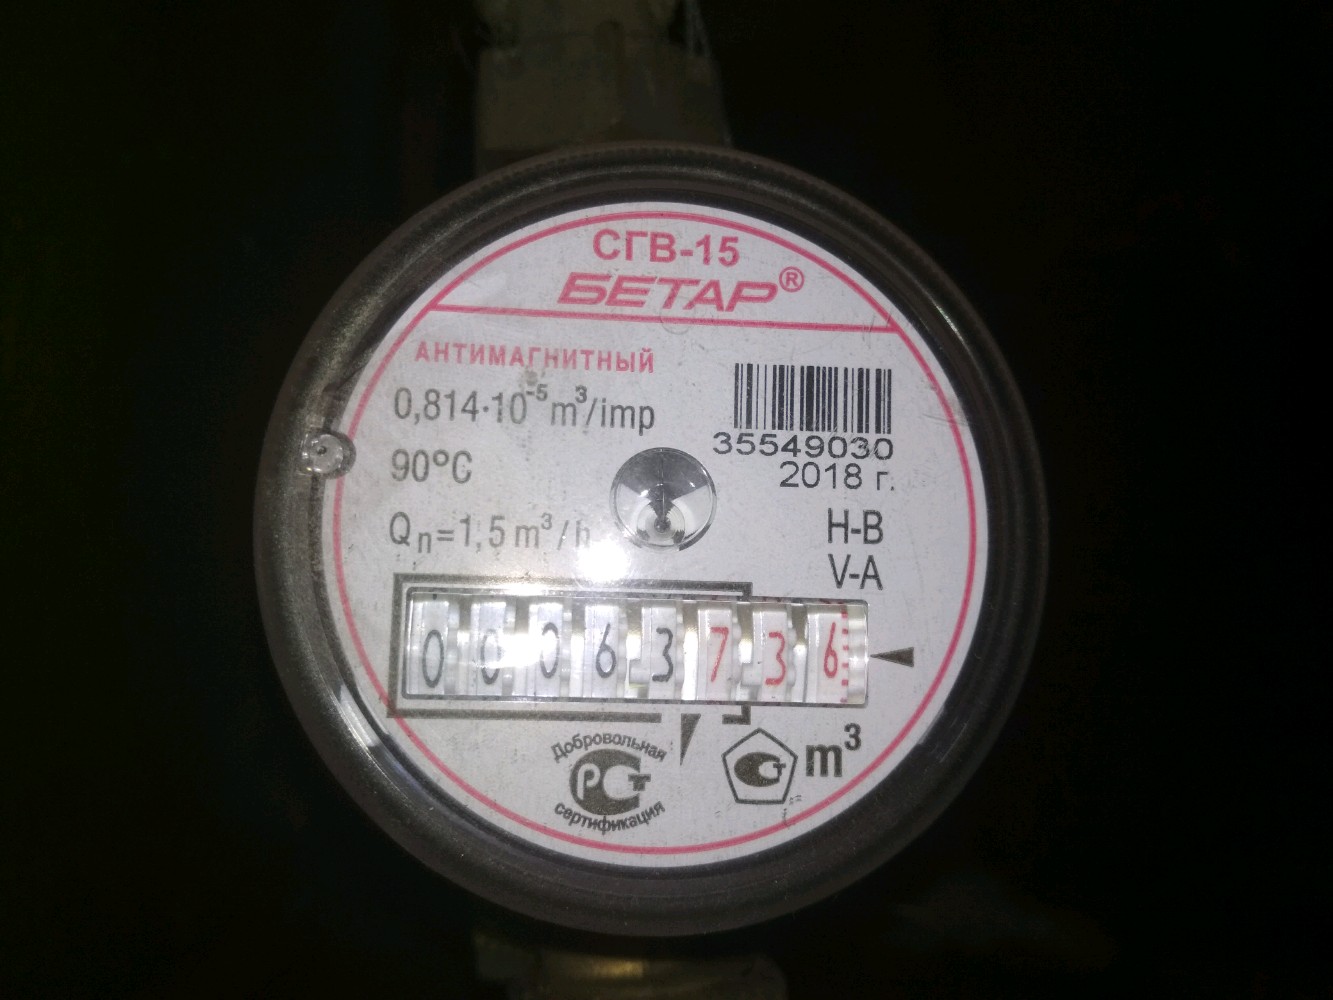 СГВ-15
БЕТАР®
АНТИМАГНИТНЫЙ
0,814·10⁻⁵ m³/imp
90°C
35549030
2018 г.
Qn=1,5 m³/h
H-B
V-A
00063736
Добровольная
РСТ
сертификация
m³